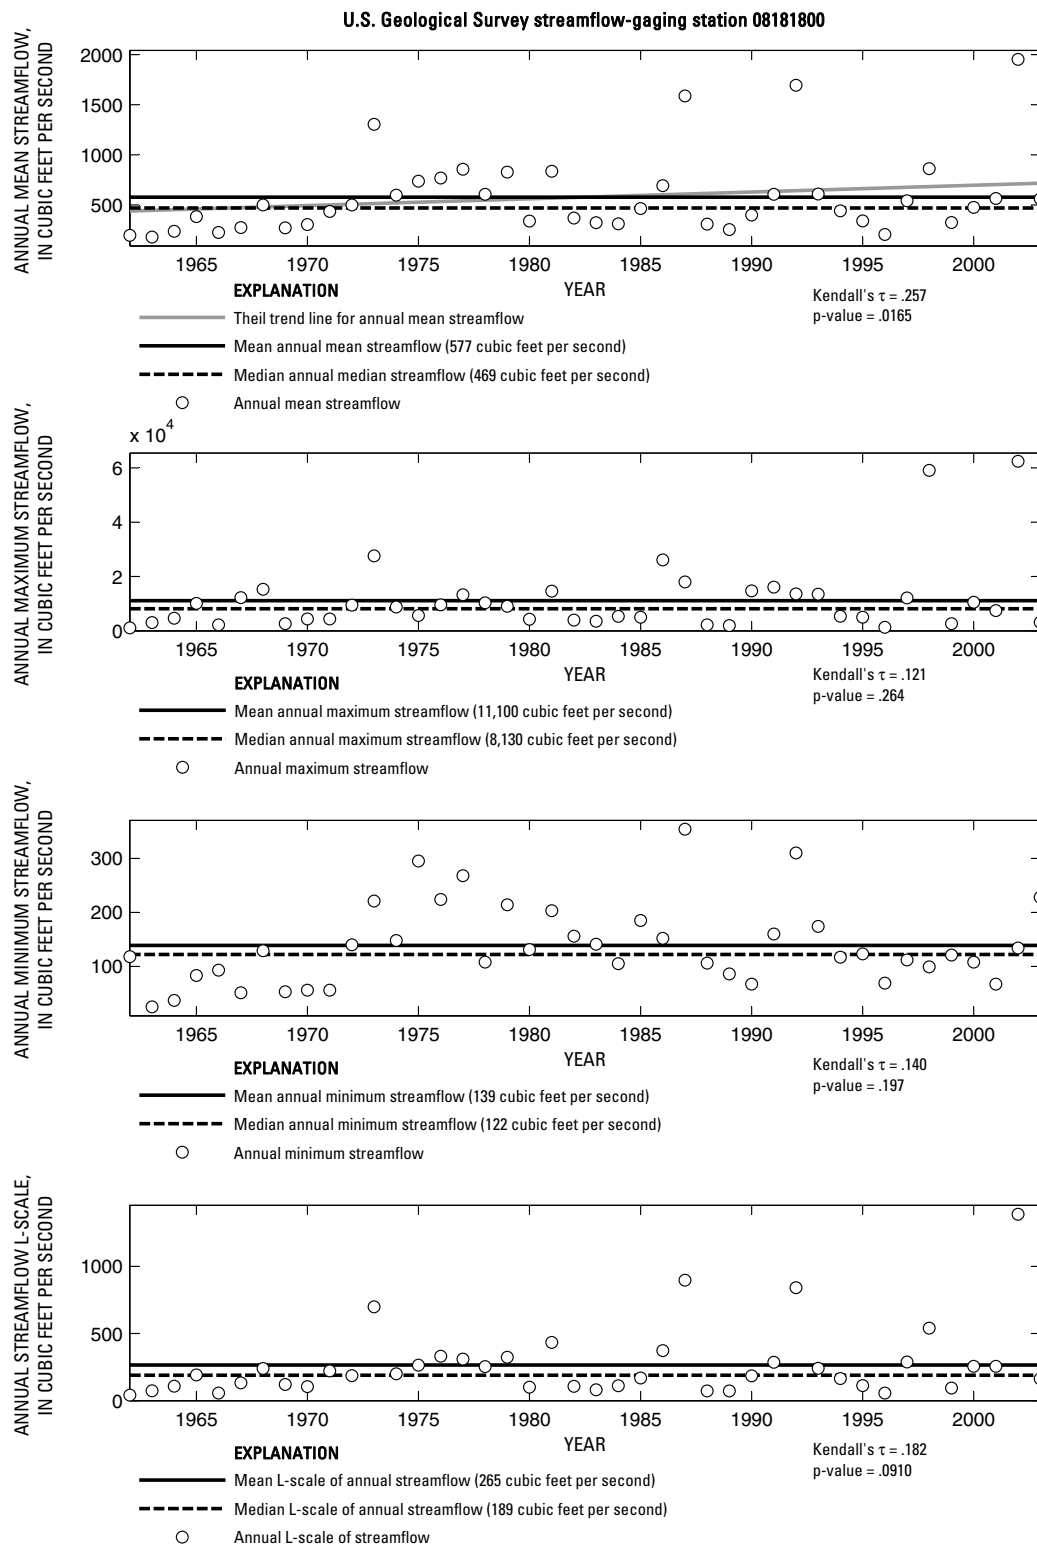 U.S. Geological Survey streamflow-gaging station 08181800
ANNUAL MEAN STREAMFLOW,
IN CUBIC FEET PER SECOND
2000
1500
1000
500
1965 1970 1975 1980 1985 1990 1995 2000
YEAR
EXPLANATION
Kendall's τ = .257
p-value = .0165
Theil trend line for annual mean streamflow
Mean annual mean streamflow (577 cubic feet per second)
Median annual median streamflow (469 cubic feet per second)
Annual mean streamflow
ANNUAL MAXIMUM STREAMFLOW,
IN CUBIC FEET PER SECOND
x 10^4
6
4
2
0
1965 1970 1975 1980 1985 1990 1995 2000
YEAR
EXPLANATION
Kendall's τ = .121
p-value = .264
Mean annual maximum streamflow (11,100 cubic feet per second)
Median annual maximum streamflow (8,130 cubic feet per second)
Annual maximum streamflow
ANNUAL MINIMUM STREAMFLOW,
IN CUBIC FEET PER SECOND
300
200
100
1965 1970 1975 1980 1985 1990 1995 2000
YEAR
EXPLANATION
Kendall's τ = .140
p-value = .197
Mean annual minimum streamflow (139 cubic feet per second)
Median annual minimum streamflow (122 cubic feet per second)
Annual minimum streamflow
ANNUAL STREAMFLOW L-SCALE,
IN CUBIC FEET PER SECOND
1000
500
0
1965 1970 1975 1980 1985 1990 1995 2000
YEAR
EXPLANATION
Kendall's τ = .182
p-value = .0910
Mean L-scale of annual streamflow (265 cubic feet per second)
Median L-scale of annual streamflow (189 cubic feet per second)
Annual L-scale of streamflow